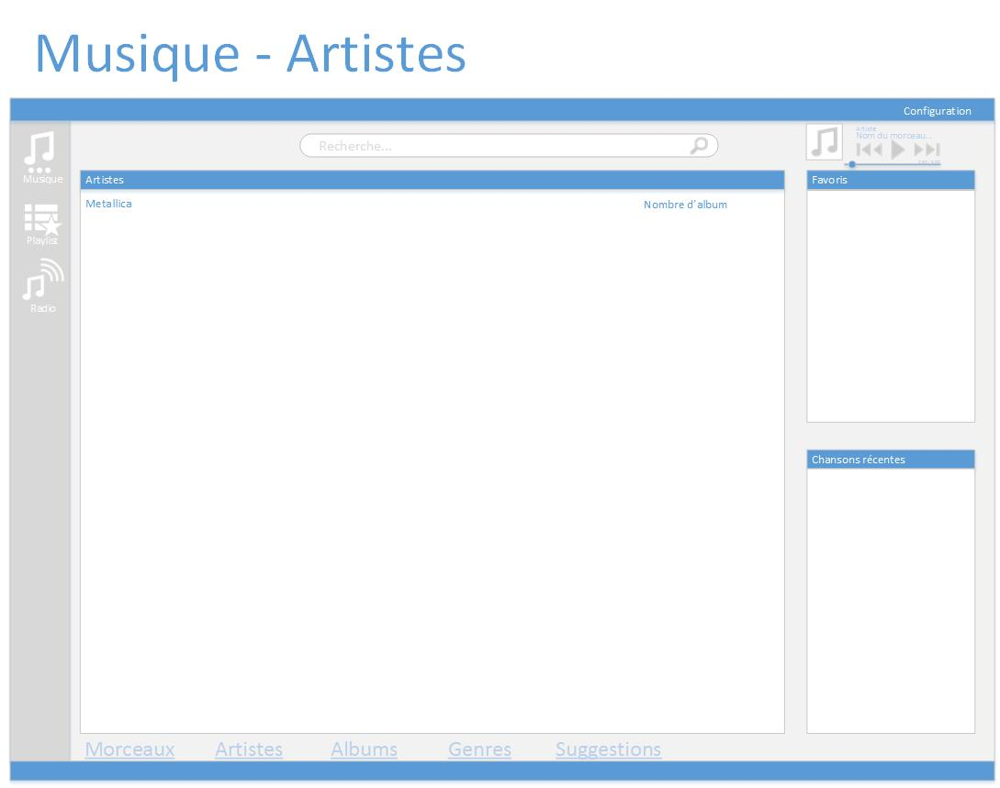 Musique - Artistes
Configuration
Musique
Playlist
Radio
Recherche...
Artiste
Nom du morceau...
Artistes
Metallica
Nombre d'album
Favoris
Chansons récentes
Morceaux Artistes Albums Genres Suggestions